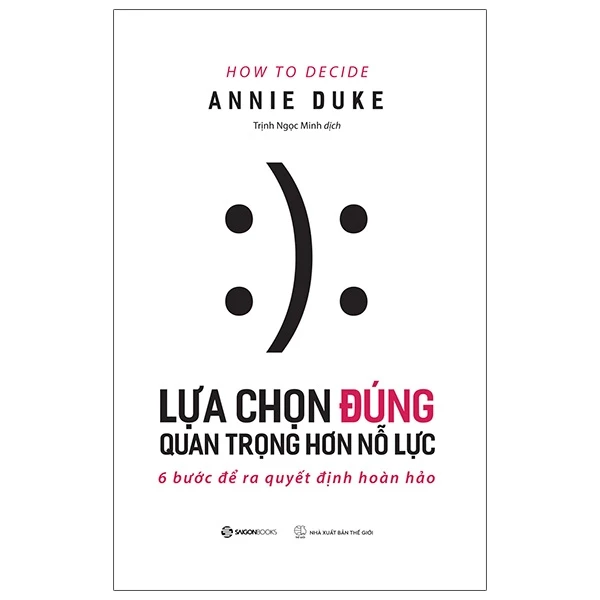 HOW TO DECIDE
ANNIE DUKE
Trịnh Ngọc Minh dịch
:):
LỰA CHỌN ĐÚNG
QUAN TRỌNG HƠN NỖ LỰC
6 bước để ra quyết định hoàn hảo
SAIGONBOOKS NHÀ XUẤT BẢN THẾ GIỚI